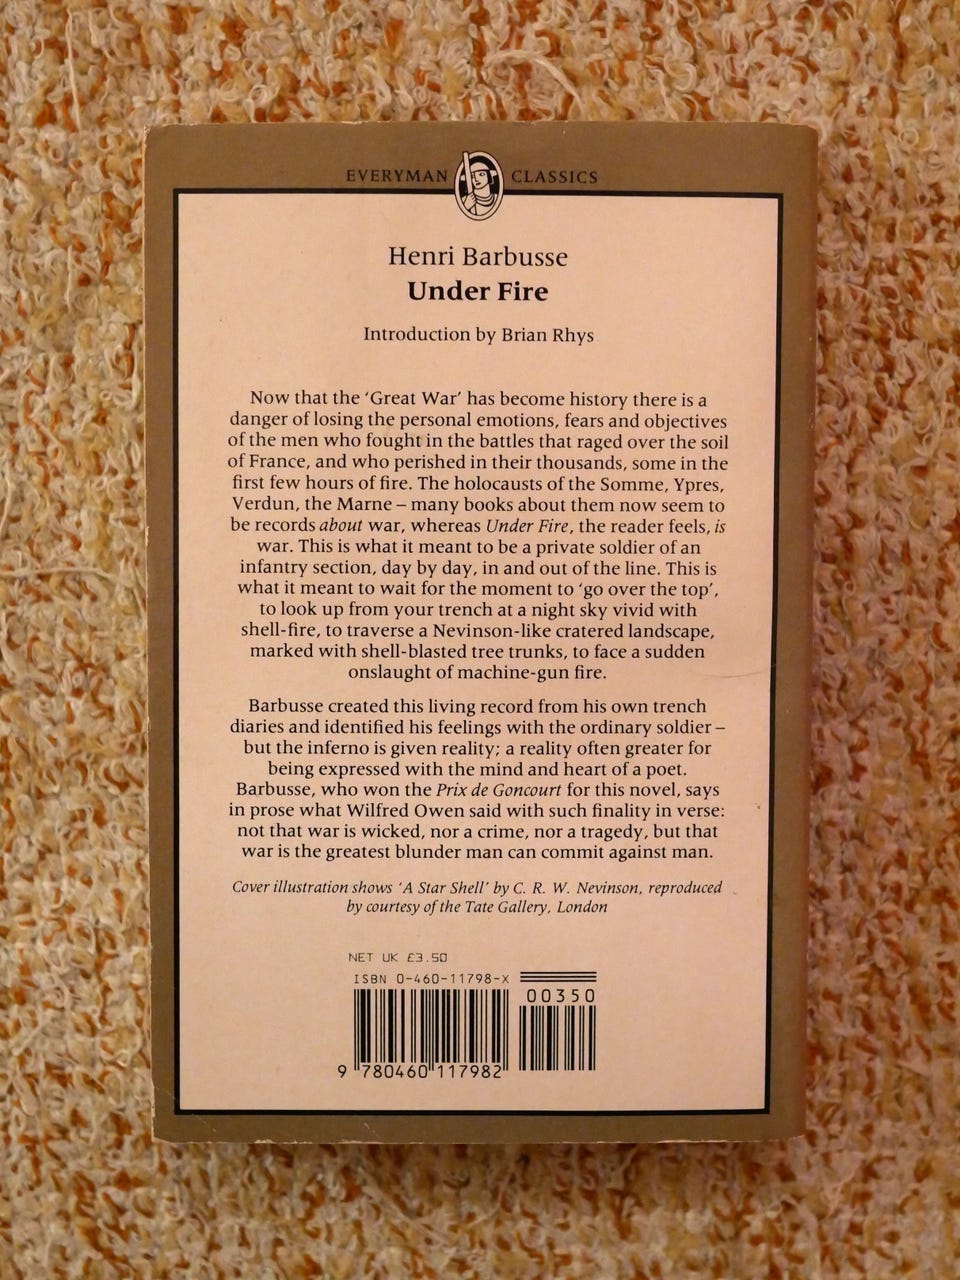 EVERYMAN CLASSICS
Henri Barbusse
Under Fire
Introduction by Brian Rhys
Now that the ‘Great War’ has become history there is a
danger of losing the personal emotions, fears and objectives
of the men who fought in the battles that raged over the soil
of France, and who perished in their thousands, some in the
first few hours of fire. The holocausts of the Somme, Ypres,
Verdun, the Marne – many books about them now seem to
be records about war, whereas Under Fire, the reader feels, is
war. This is what it meant to be a private soldier of an
infantry section, day by day, in and out of the line. This is
what it meant to wait for the moment to ‘go over the top’,
to look up from your trench at a night sky vivid with
shell-fire, to traverse a Nevinson-like cratered landscape,
marked with shell-blasted tree trunks, to face a sudden
onslaught of machine-gun fire.
Barbusse created this living record from his own trench
diaries and identified his feelings with the ordinary soldier –
but the inferno is given reality; a reality often greater for
being expressed with the mind and heart of a poet.
Barbusse, who won the Prix de Goncourt for this novel, says
in prose what Wilfred Owen said with such finality in verse:
not that war is wicked, nor a crime, nor a tragedy, but that
war is the greatest blunder man can commit against man.
Cover illustration shows ‘A Star Shell’ by C. R. W. Nevinson, reproduced
by courtesy of the Tate Gallery, London
NET UK £3.50
ISBN 0-460-11798-X
00350
9 780460 117982